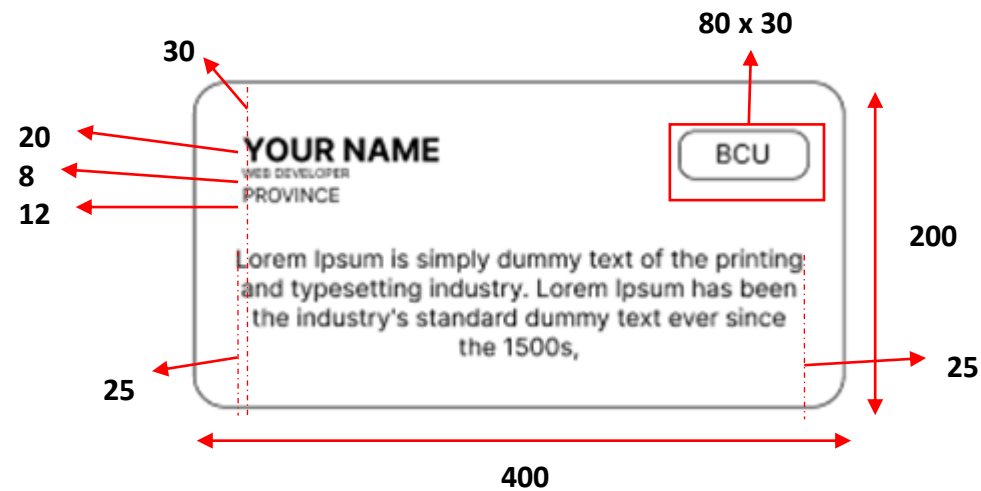 80 x 30
30
20
YOUR NAME
BCU
8
WEB DEVELOPER
12
PROVINCE
200
Lorem Ipsum is simply dummy text of the printing
and typesetting industry. Lorem Ipsum has been
the industry's standard dummy text ever since
the 1500s,
25
25
400